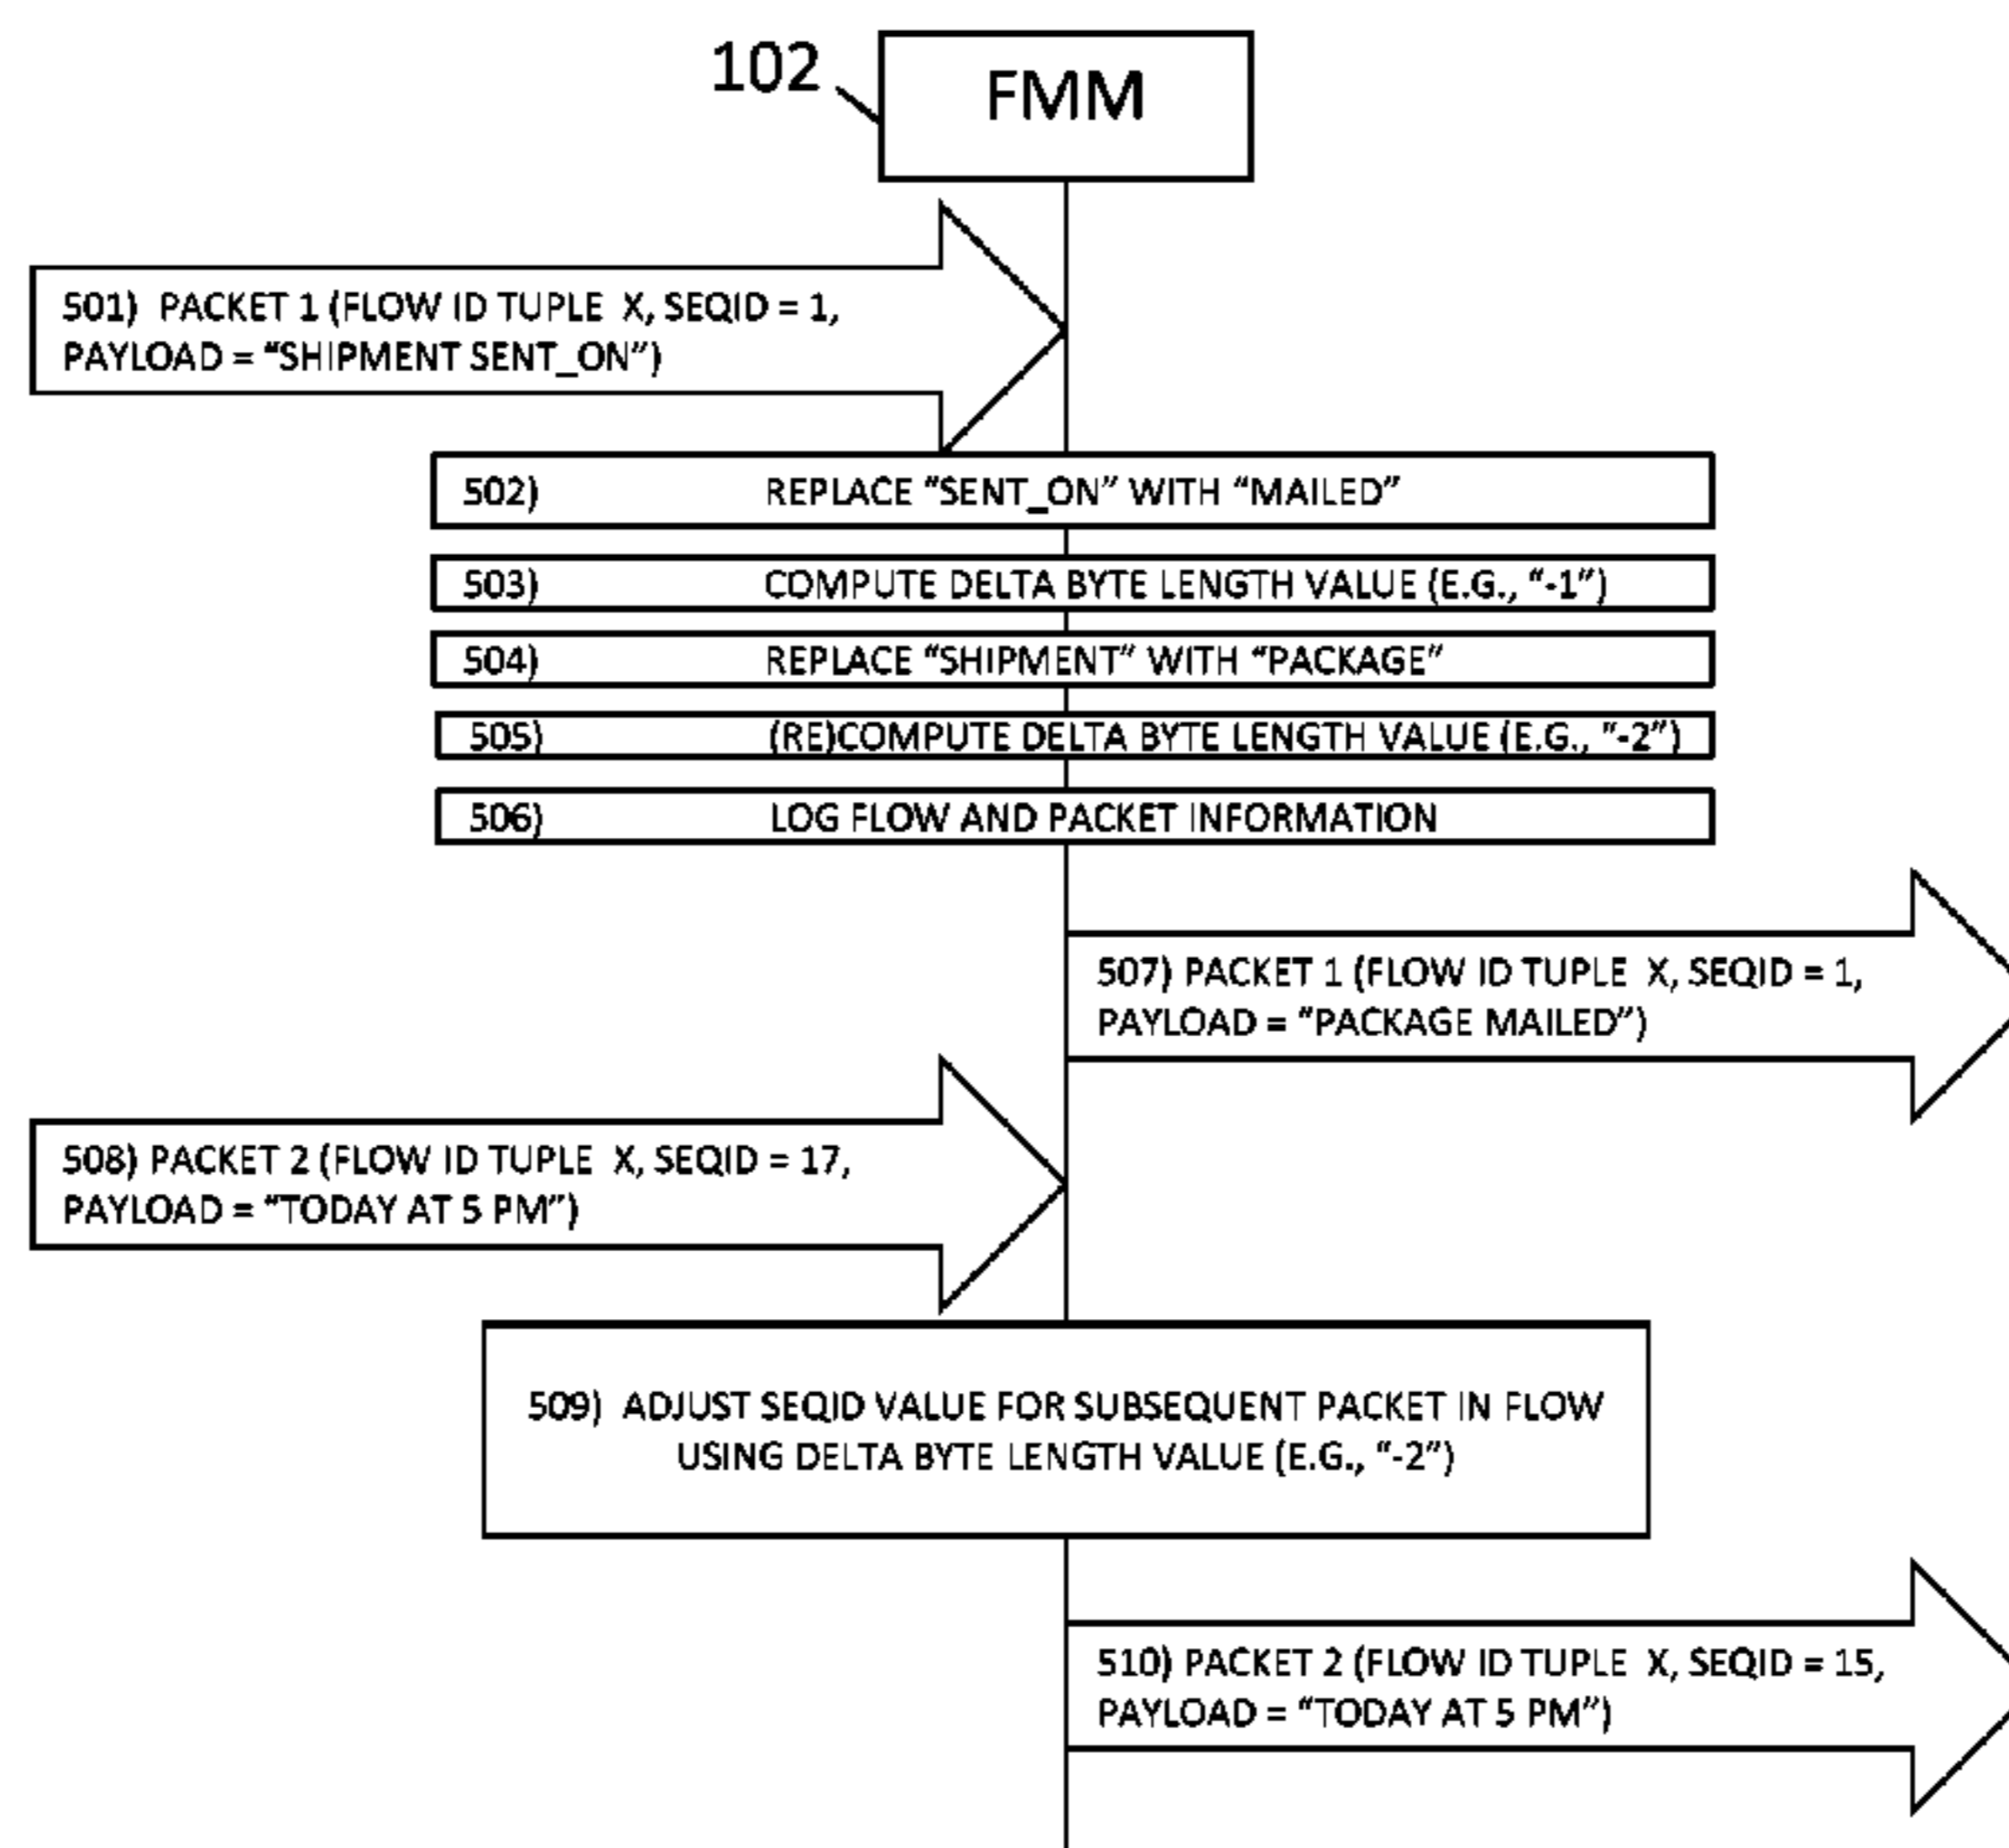 102
FMM
501) PACKET 1 (FLOW ID TUPLE X, SEQID = 1,
PAYLOAD = “SHIPMENT SENT_ON”)
502) REPLACE “SENT_ON” WITH “MAILED”
503) COMPUTE DELTA BYTE LENGTH VALUE (E.G., “-1”)
504) REPLACE “SHIPMENT” WITH “PACKAGE”
505) (RE)COMPUTE DELTA BYTE LENGTH VALUE (E.G., “-2”)
506) LOG FLOW AND PACKET INFORMATION
507) PACKET 1 (FLOW ID TUPLE X, SEQID = 1,
PAYLOAD = “PACKAGE MAILED”)
508) PACKET 2 (FLOW ID TUPLE X, SEQID = 17,
PAYLOAD = “TODAY AT 5 PM”)
509) ADJUST SEQID VALUE FOR SUBSEQUENT PACKET IN FLOW
USING DELTA BYTE LENGTH VALUE (E.G., “-2”)
510) PACKET 2 (FLOW ID TUPLE X, SEQID = 15,
PAYLOAD = “TODAY AT 5 PM”)